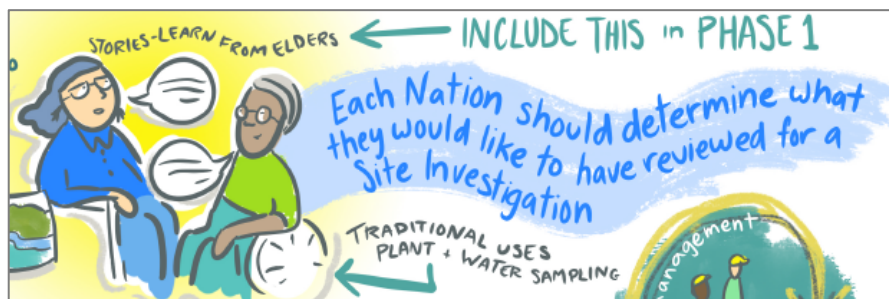 STORIES-LEARN FROM ELDERS
INCLUDE THIS in PHASE 1
Each Nation should determine what
they would like to have reviewed for a
Site Investigation
TRADITIONAL USES
PLANT + WATER SAMPLING
management